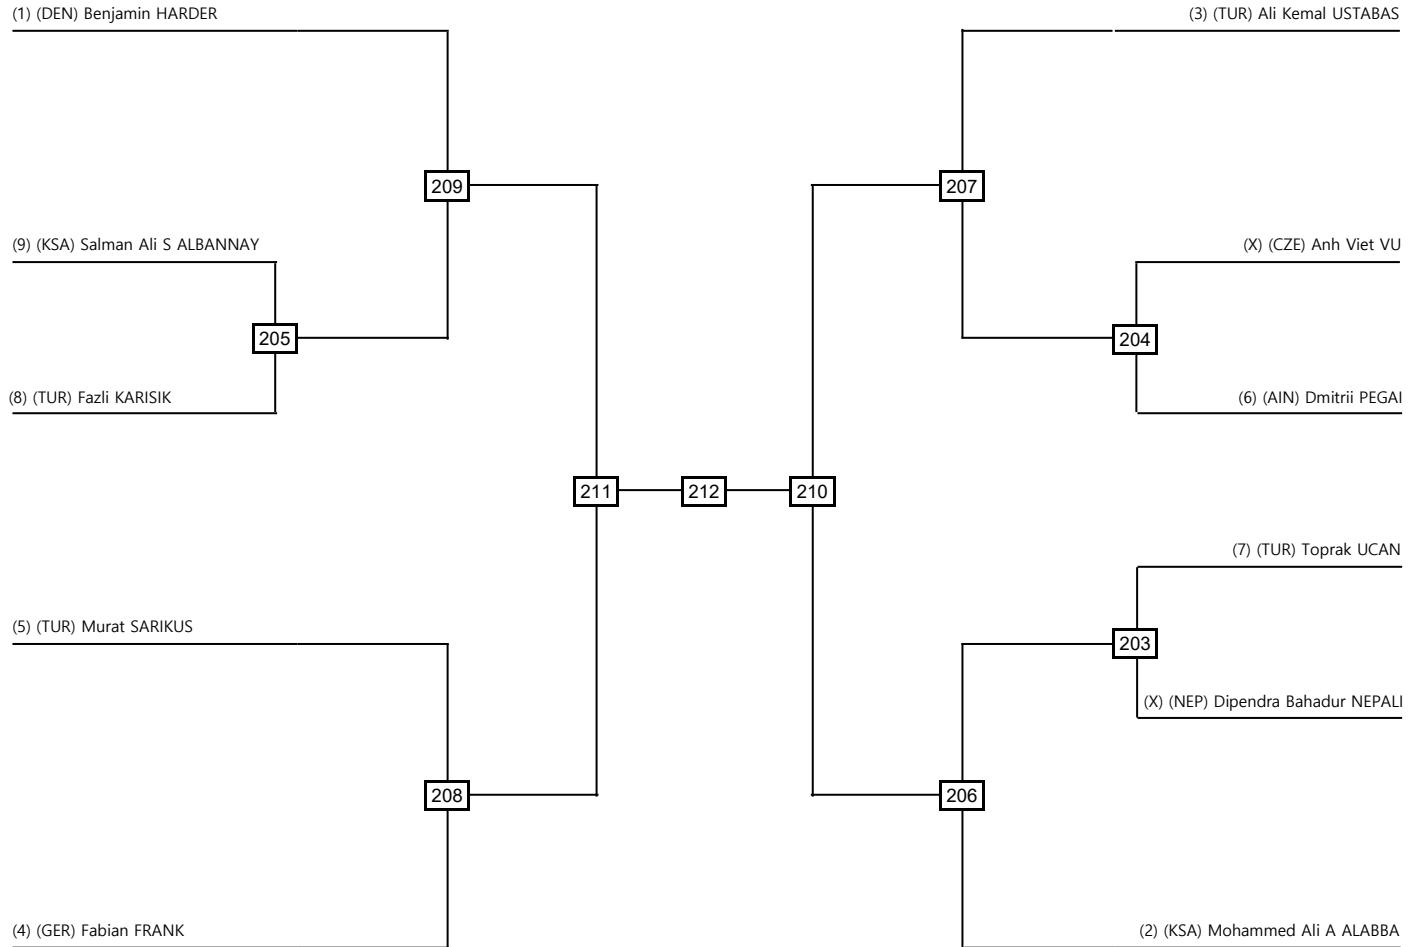 (1) (DEN) Benjamin HARDER
(3) (TUR) Ali Kemal USTABAS
209
207
(9) (KSA) Salman Ali S ALBANNAY
(X) (CZE) Anh Viet VU
205
204
(8) (TUR) Fazli KARISIK
(6) (AIN) Dmitrii PEGAI
211
212
210
(7) (TUR) Toprak UCAN
(5) (TUR) Murat SARIKUS
203
(X) (NEP) Dipendra Bahadur NEPALI
208
206
(4) (GER) Fabian FRANK
(2) (KSA) Mohammed Ali A ALABBA